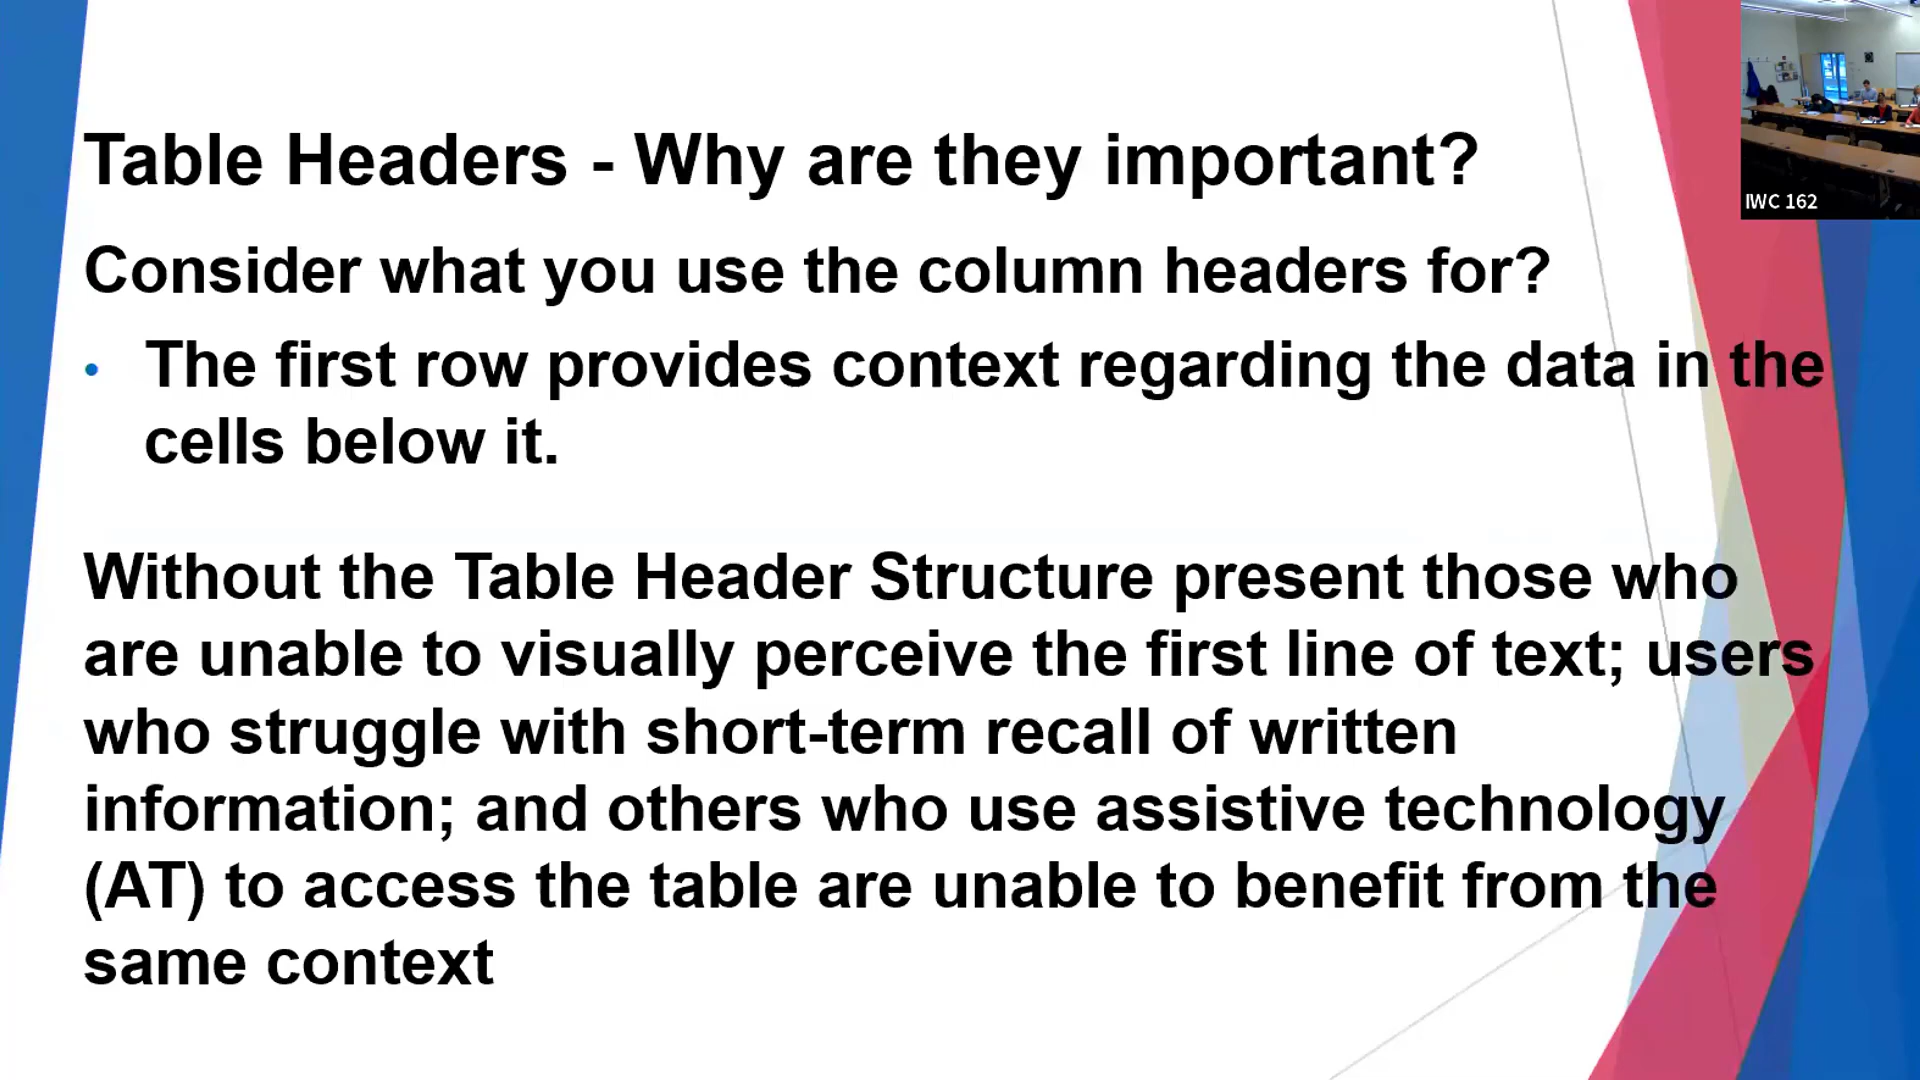 Table Headers - Why are they important?
Consider what you use the column headers for?
• The first row provides context regarding the data in the
cells below it.
Without the Table Header Structure present those who
are unable to visually perceive the first line of text; users
who struggle with short-term recall of written
information; and others who use assistive technology
(AT) to access the table are unable to benefit from the
same context
IWC 162